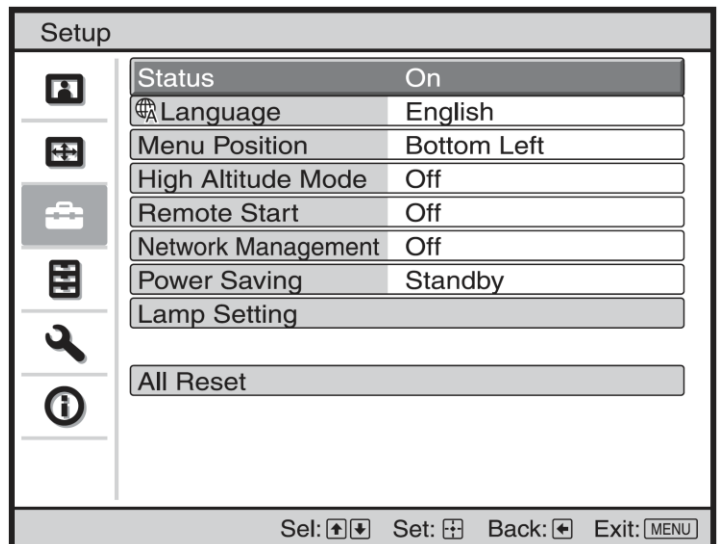 Setup
Status On
Language English
Menu Position Bottom Left
High Altitude Mode Off
Remote Start Off
Network Management Off
Power Saving Standby
Lamp Setting
All Reset
Sel: Set: Back: Exit: MENU